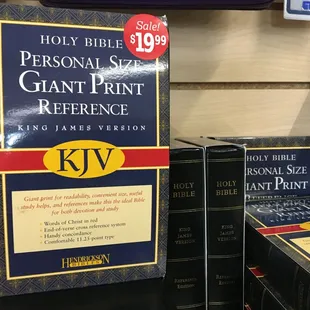 Sale!
$19.99
HOLY BIBLE
PERSONAL SIZE
GIANT PRINT
REFERENCE
KING JAMES VERSION
KJV
Giant print for readability, convenient size, useful
study helps, and references make this the ideal Bible
for both devotion and study
• Words of Christ in red
• End-of-verse cross reference system
• Handy concordance
• Comfortable 11.25-point type
HENDRICKSON
BIBLES
HOLY
BIBLE
KING
JAMES
VERSION
HOLY
BIBLE
KING
JAMES
VERSION
HOLY BIBLE
PERSONAL SIZE
GIANT PRINT